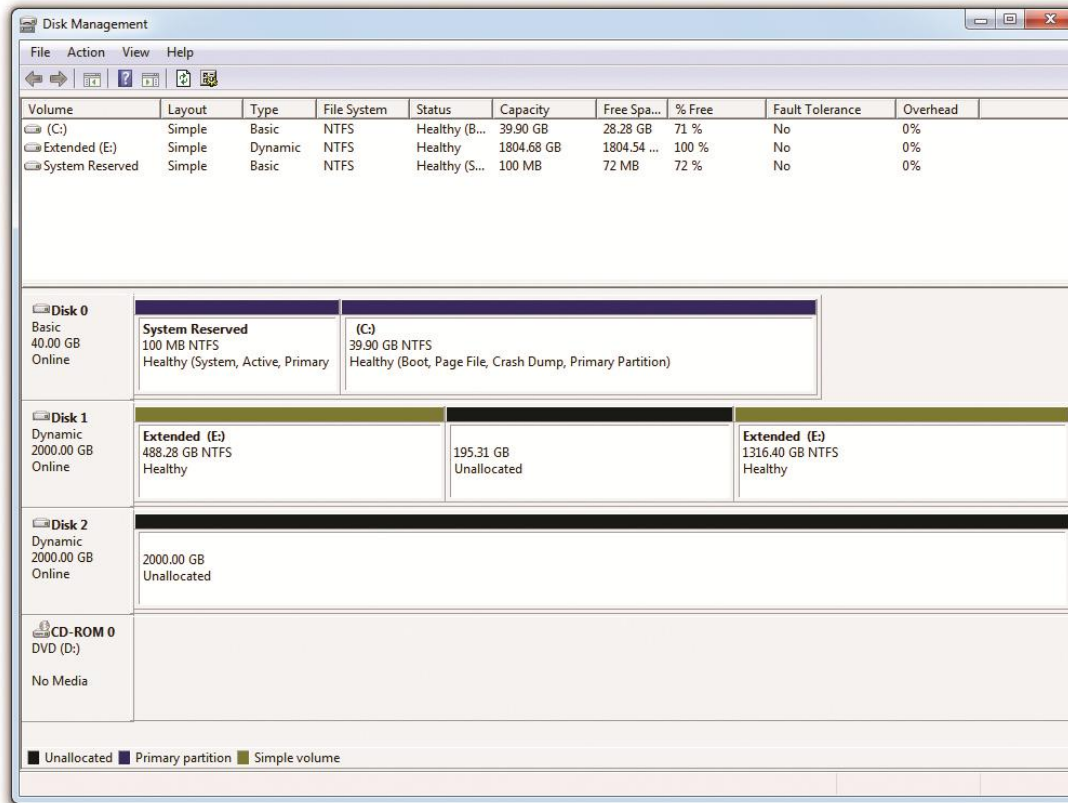 Disk Management
File Action View Help
Volume Layout Type File System Status Capacity Free Spa... % Free Fault Tolerance Overhead
(C:) Simple Basic NTFS Healthy (B... 39.90 GB 28.28 GB 71 % No 0%
Extended (E:) Simple Dynamic NTFS Healthy 1804.68 GB 1804.54 ... 100 % No 0%
System Reserved Simple Basic NTFS Healthy (S... 100 MB 72 MB 72 % No 0%
Disk 0
Basic
40.00 GB
Online
System Reserved
100 MB NTFS
Healthy (System, Active, Primary
(C:)
39.90 GB NTFS
Healthy (Boot, Page File, Crash Dump, Primary Partition)
Disk 1
Dynamic
2000.00 GB
Online
Extended (E:)
488.28 GB NTFS
Healthy
195.31 GB
Unallocated
Extended (E:)
1316.40 GB NTFS
Healthy
Disk 2
Dynamic
2000.00 GB
Online
2000.00 GB
Unallocated
CD-ROM 0
DVD (D:)
No Media
Unallocated Primary partition Simple volume